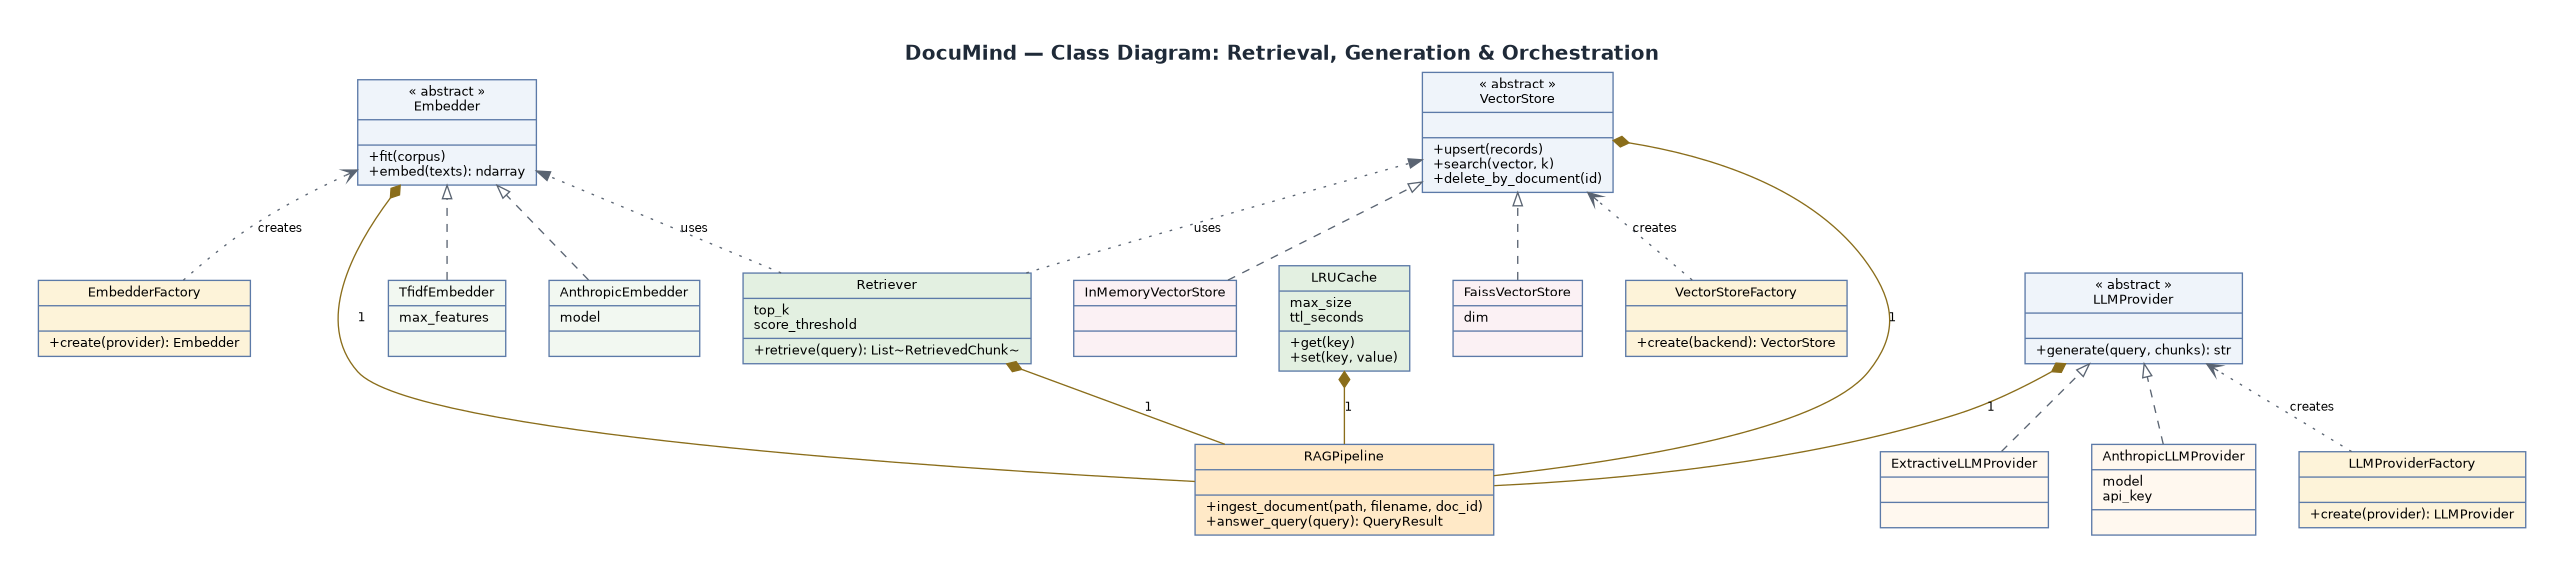 DocuMind — Class Diagram: Retrieval, Generation & Orchestration
« abstract »
Embedder
+fit(corpus)
+embed(texts): ndarray
« abstract »
VectorStore
+upsert(records)
+search(vector, k)
+delete_by_document(id)
creates
uses
uses
creates
EmbedderFactory
+create(provider): Embedder
TfidfEmbedder
max_features
AnthropicEmbedder
model
Retriever
top_k
score_threshold
+retrieve(query): List~RetrievedChunk~
InMemoryVectorStore
LRUCache
max_size
ttl_seconds
+get(key)
+set(key, value)
FaissVectorStore
dim
VectorStoreFactory
+create(backend): VectorStore
« abstract »
LLMProvider
+generate(query, chunks): str
1
1
1
1
1
creates
RAGPipeline
+ingest_document(path, filename, doc_id)
+answer_query(query): QueryResult
ExtractiveLLMProvider
AnthropicLLMProvider
model
api_key
LLMProviderFactory
+create(provider): LLMProvider